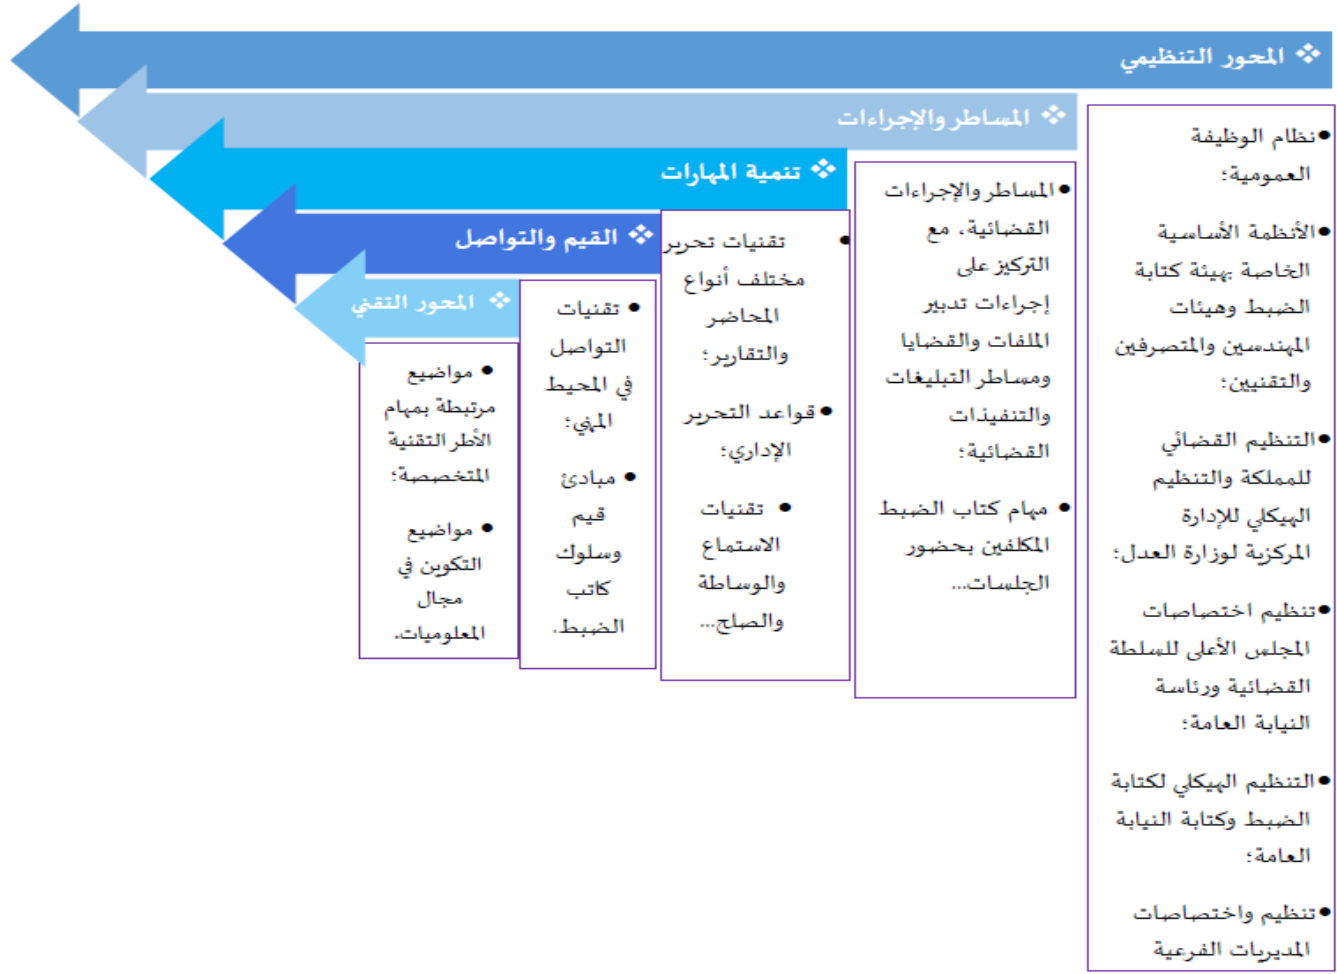 ❖ المحور التنظيمي
●نظام الوظيفة
العمومية؛
●الأنظمة الأساسية
الخاصة بهيئة كتابة
الضبط وهيئات
المهندسين والمتصرفين
والتقنيين؛
●التنظيم القضائي
للمملكة والتنظيم
الهيكلي للإدارة
المركزية لوزارة العدل؛
●تنظيم اختصاصات
المجلس الأعلى للسلطة
القضائية ورئاسة
النيابة العامة؛
●التنظيم الهيكلي لكتابة
الضبط وكتابة النيابة
العامة؛
●تنظيم واختصاصات
المديريات الفرعية
❖ المساطر والإجراءات
●المساطر والإجراءات
القضائية، مع
التركيز على
إجراءات تدبير
الملفات والقضايا
ومساطر التبليغات
والتنفيذات
القضائية؛
● مهام كتاب الضبط
المكلفين بحضور
الجلسات...
❖ تنمية المهارات
● تقنيات تحرير
مختلف أنواع
المحاضر
والتقارير؛
●قواعد التحرير
الإداري؛
● تقنيات
الاستماع
والوساطة
والصلح...
❖ القيم والتواصل
● تقنيات
التواصل
في المحيط
المهني؛
● مبادئ
قيم
وسلوك
كاتب
الضبط.
❖ المحور التقني
● مواضيع
مرتبطة بمهام
الأطر التقنية
المتخصصة؛
● مواضيع
التكوين في
مجال
المعلوميات.